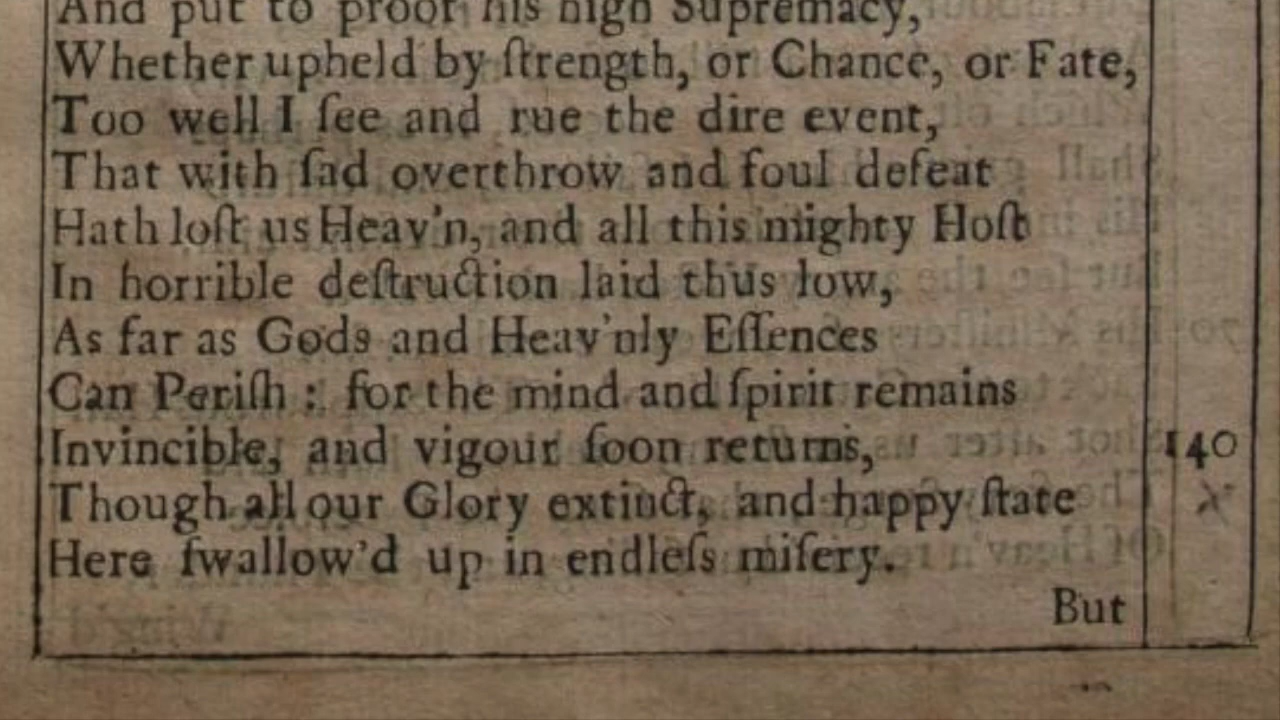 And put to proof his high Supremacy,
Whether upheld by ſtrength, or Chance, or Fate,
Too well I ſee and rue the dire event,
That with ſad overthrow and foul defeat
Hath loſt us Heav'n, and all this mighty Hoſt
In horrible deſtruction laid thus low,
As far as Gods and Heav'nly Eſſences
Can Periſh : for the mind and ſpirit remains
Invincible, and vigour ſoon returns, 140
Though all our Glory extinct, and happy ſtate
Here ſwallow'd up in endleſs miſery.
But